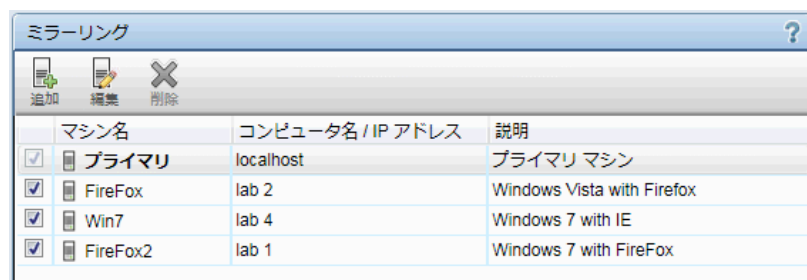 ミラーリング ?
追加 編集 削除
マシン名 コンピュータ名 / IP アドレス 説明
プライマリ localhost プライマリ マシン
FireFox lab 2 Windows Vista with Firefox
Win7 lab 4 Windows 7 with IE
FireFox2 lab 1 Windows 7 with FireFox